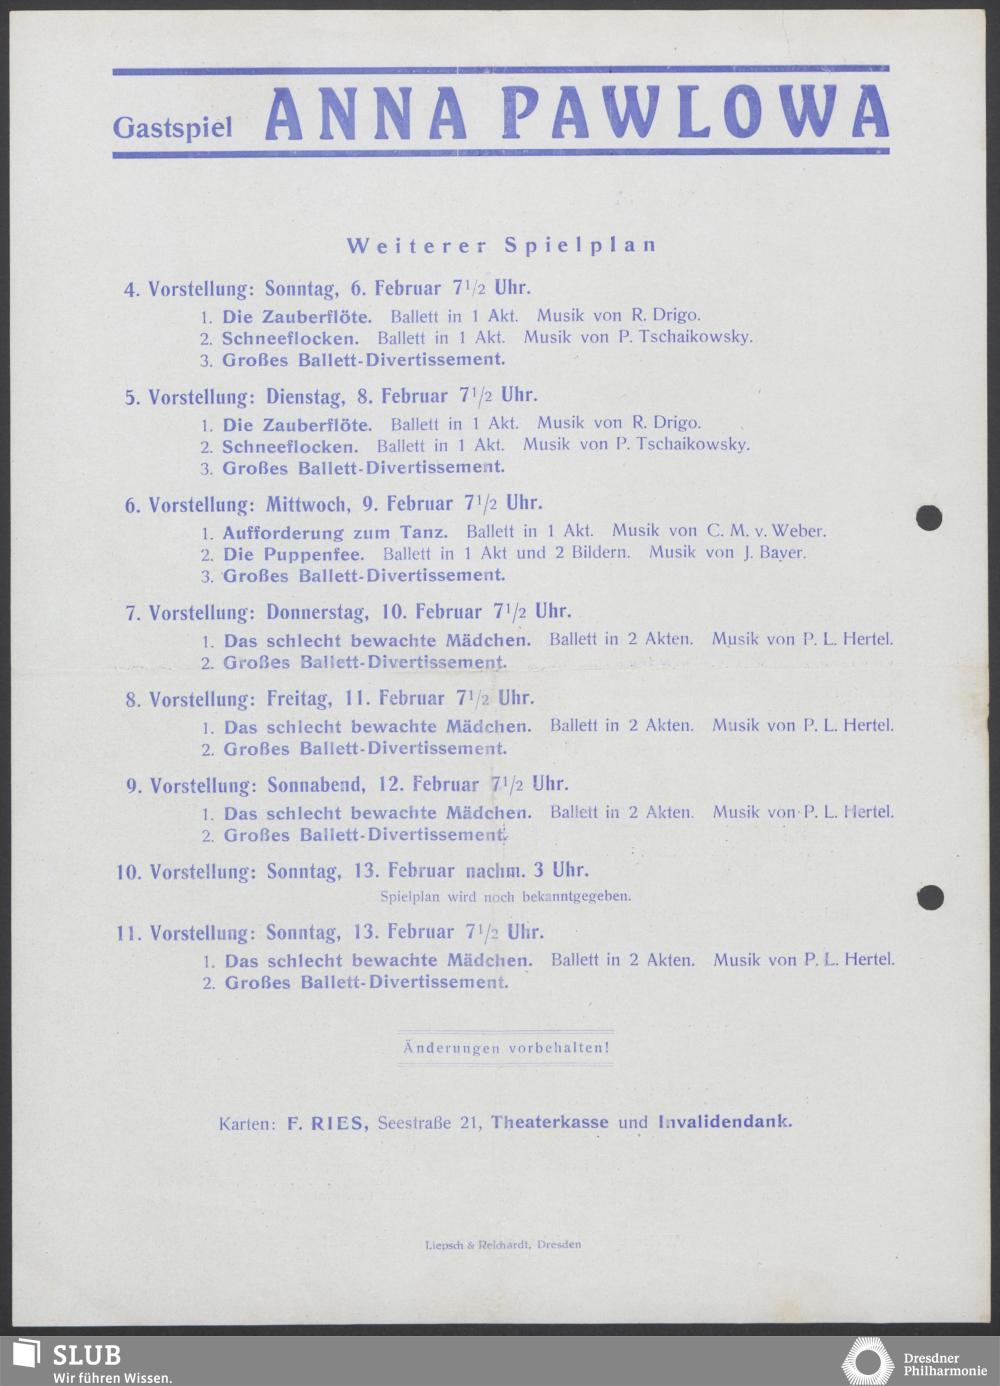 Gastspiel ANNA PAWLOWA
Weiterer Spielplan
4. Vorstellung: Sonntag, 6. Februar 7 1/2 Uhr.
1. Die Zauberflöte. Ballett in 1 Akt. Musik von R. Drigo.
2. Schneeflocken. Ballett in 1 Akt. Musik von P. Tschaikowsky.
3. Großes Ballett-Divertissement.
5. Vorstellung: Dienstag, 8. Februar 7 1/2 Uhr.
1. Die Zauberflöte. Ballett in 1 Akt. Musik von R. Drigo.
2. Schneeflocken. Ballett in 1 Akt. Musik von P. Tschaikowsky.
3. Großes Ballett-Divertissement.
6. Vorstellung: Mittwoch, 9. Februar 7 1/2 Uhr.
1. Aufforderung zum Tanz. Ballett in 1 Akt. Musik von C. M. v. Weber.
2. Die Puppenfee. Ballett in 1 Akt und 2 Bildern. Musik von J. Bayer.
3. Großes Ballett-Divertissement.
7. Vorstellung: Donnerstag, 10. Februar 7 1/2 Uhr.
1. Das schlecht bewachte Mädchen. Ballett in 2 Akten. Musik von P. L. Hertel.
2. Großes Ballett-Divertissement.
8. Vorstellung: Freitag, 11. Februar 7 1/2 Uhr.
1. Das schlecht bewachte Mädchen. Ballett in 2 Akten. Musik von P. L. Hertel.
2. Großes Ballett-Divertissement.
9. Vorstellung: Sonnabend, 12. Februar 7 1/2 Uhr.
1. Das schlecht bewachte Mädchen. Ballett in 2 Akten. Musik von P. L. Hertel.
2. Großes Ballett-Divertissement.
10. Vorstellung: Sonntag, 13. Februar nachm. 3 Uhr.
Spielplan wird noch bekanntgegeben.
11. Vorstellung: Sonntag, 13. Februar 7 1/2 Uhr.
1. Das schlecht bewachte Mädchen. Ballett in 2 Akten. Musik von P. L. Hertel.
2. Großes Ballett-Divertissement.
Änderungen vorbehalten!
Karten: F. RIES, Seestraße 21, Theaterkasse und Invalidendank.
Liepsch & Reichardt, Dresden
SLUB
Wir führen Wissen.
Dresdner
Philharmonie